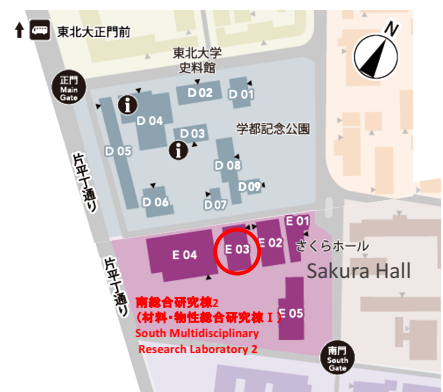 東北大正門前
N
東北大学
史料館
正門
Main
Gate
D 02
D 01
D 04
D 03
学都記念公園
D 05
D 08
D 09
D 06
D 07
片平丁通り
E 01
さくらホール
E 02
E 03
E 04
Sakura Hall
片平丁通り
南総合研究棟2
(材料・物性総合研究棟Ⅰ)
South Multidisciplinary
Research Laboratory 2
E 05
南門
South
Gate